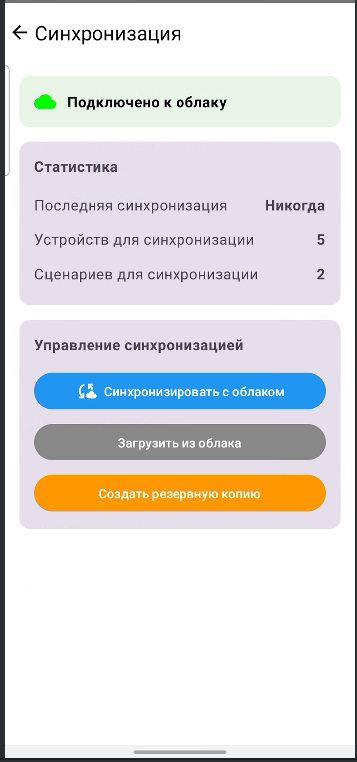 Синхронизация
Подключено к облаку
Статистика
Последняя синхронизация Никогда
Устройств для синхронизации 5
Сценариев для синхронизации 2
Управление синхронизацией
Синхронизировать с облаком
Загрузить из облака
Создать резервную копию